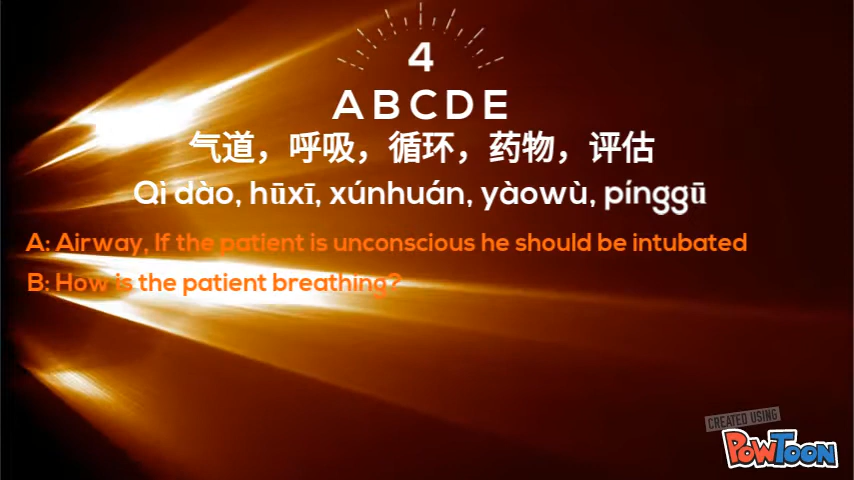 4
A B C D E
气道，呼吸，循环，药物，评估
Qì dào, hūxī, xúnhuán, yàowù, pínggū
A: Airway, If the patient is unconscious he should be intubated
B: How is the patient breathing?
CREATED USING
POWTOON